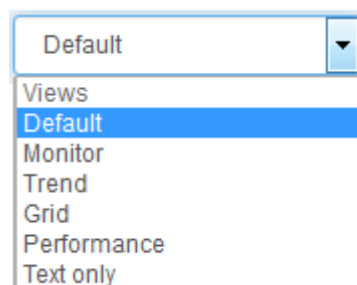 Default
Views
Default
Monitor
Trend
Grid
Performance
Text only